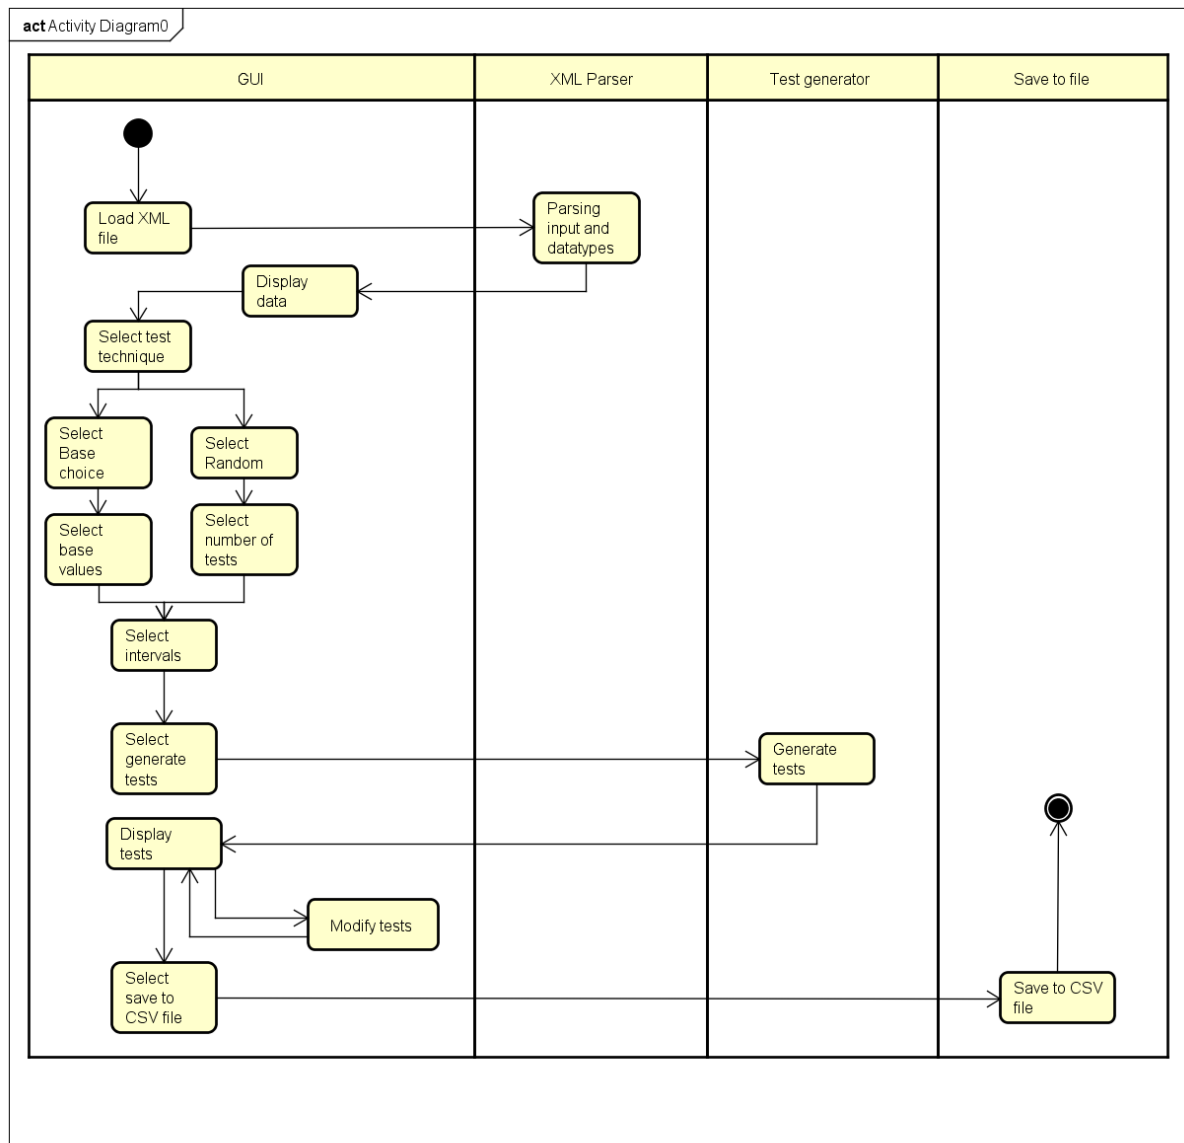 act Activity Diagram0
GUI
XML Parser
Test generator
Save to file
Load XML
file
Parsing
input and
datatypes
Display
data
Select test
technique
Select
Base
choice
Select
Random
Select
base
values
Select
number of
tests
Select
intervals
Select
generate
tests
Generate
tests
Display
tests
Modify tests
Select
save to
CSV file
Save to CSV
file